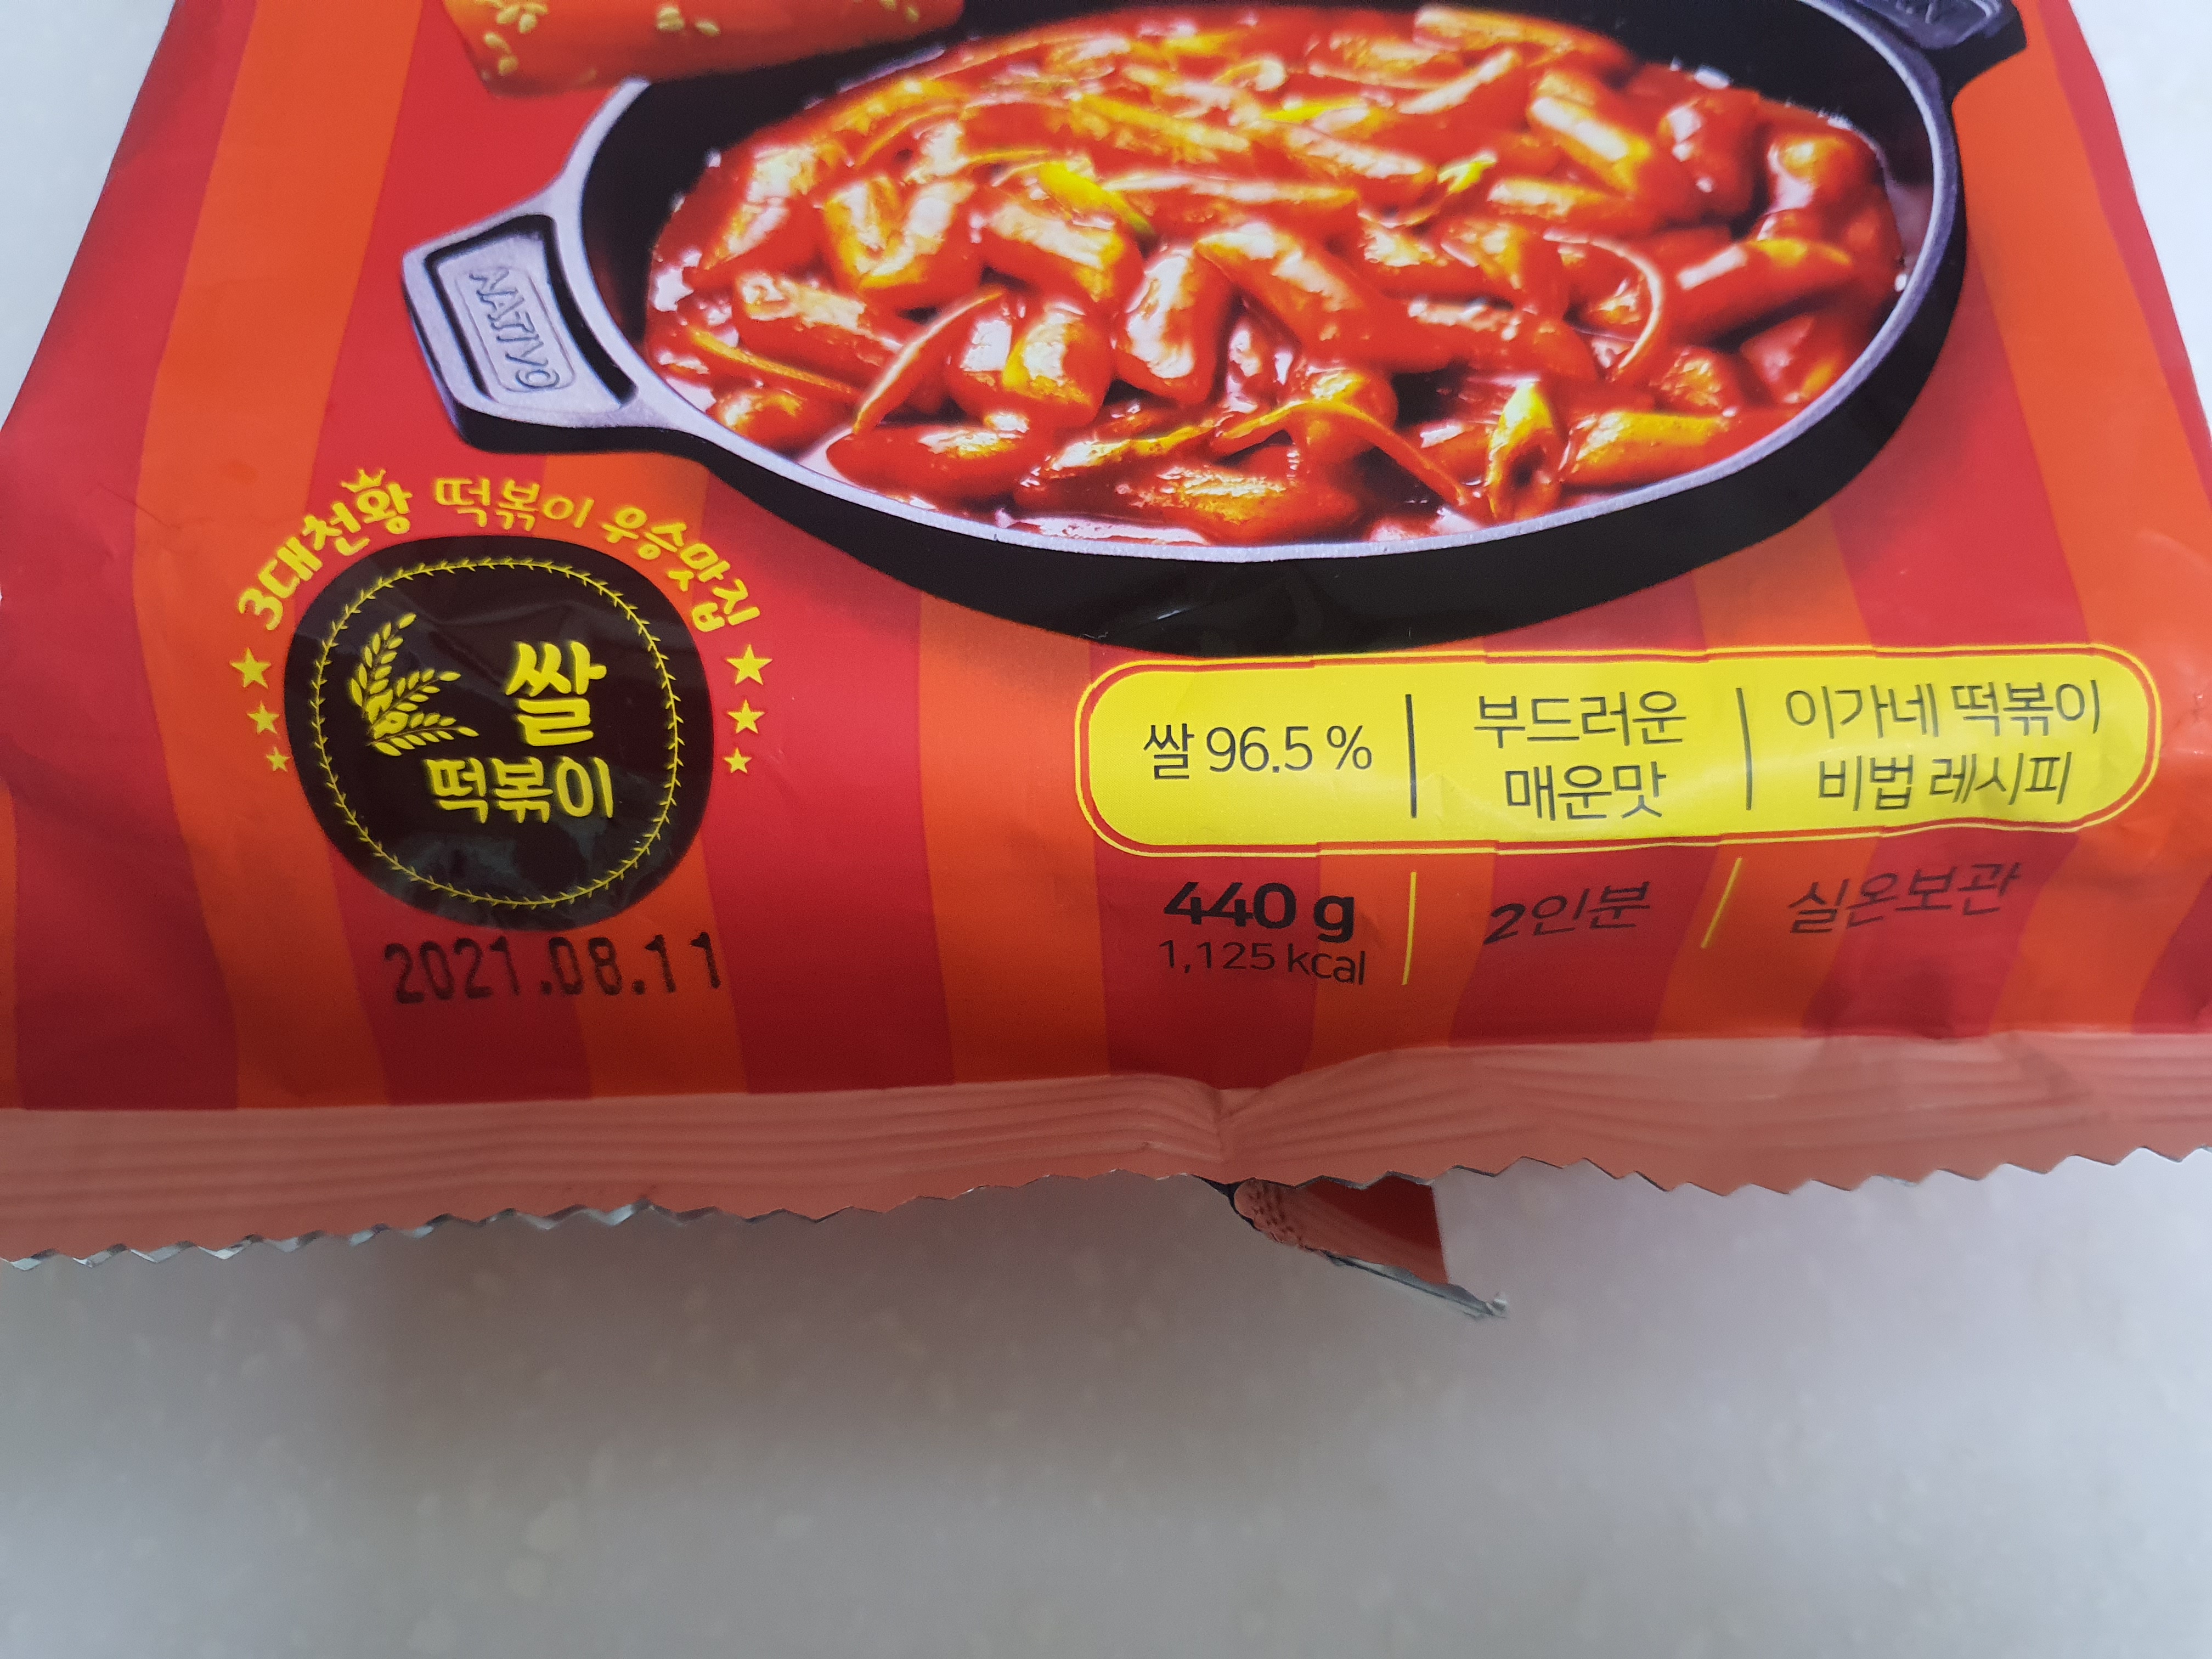 NATIVO
3대천왕 떡볶이 우승맛집
쌀
떡볶이
2021.08.11
쌀 96.5 %
부드러운
매운맛
이가네 떡볶이
비법 레시피
440 g
1,125 kcal
2인분
실온보관